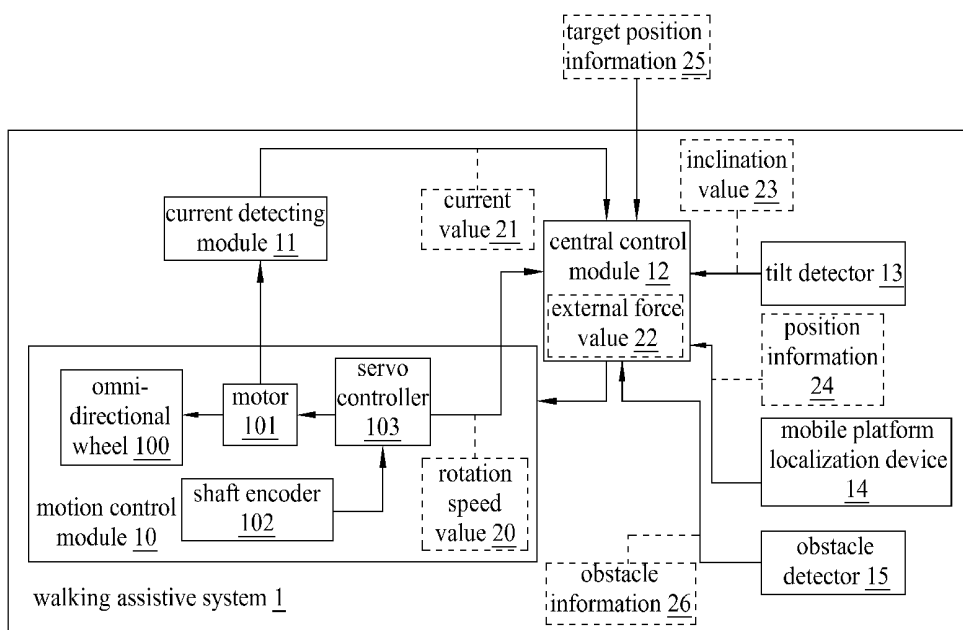 target position
information 25
inclination
value 23
current detecting
module 11
current
value 21
central control
module 12
external force
value 22
tilt detector 13
position
information
24
omni-
directional
wheel 100
motor
101
servo
controller
103
mobile platform
localization device
14
shaft encoder
102
rotation
speed
value 20
motion control
module 10
obstacle
detector 15
obstacle
information 26
walking assistive system 1